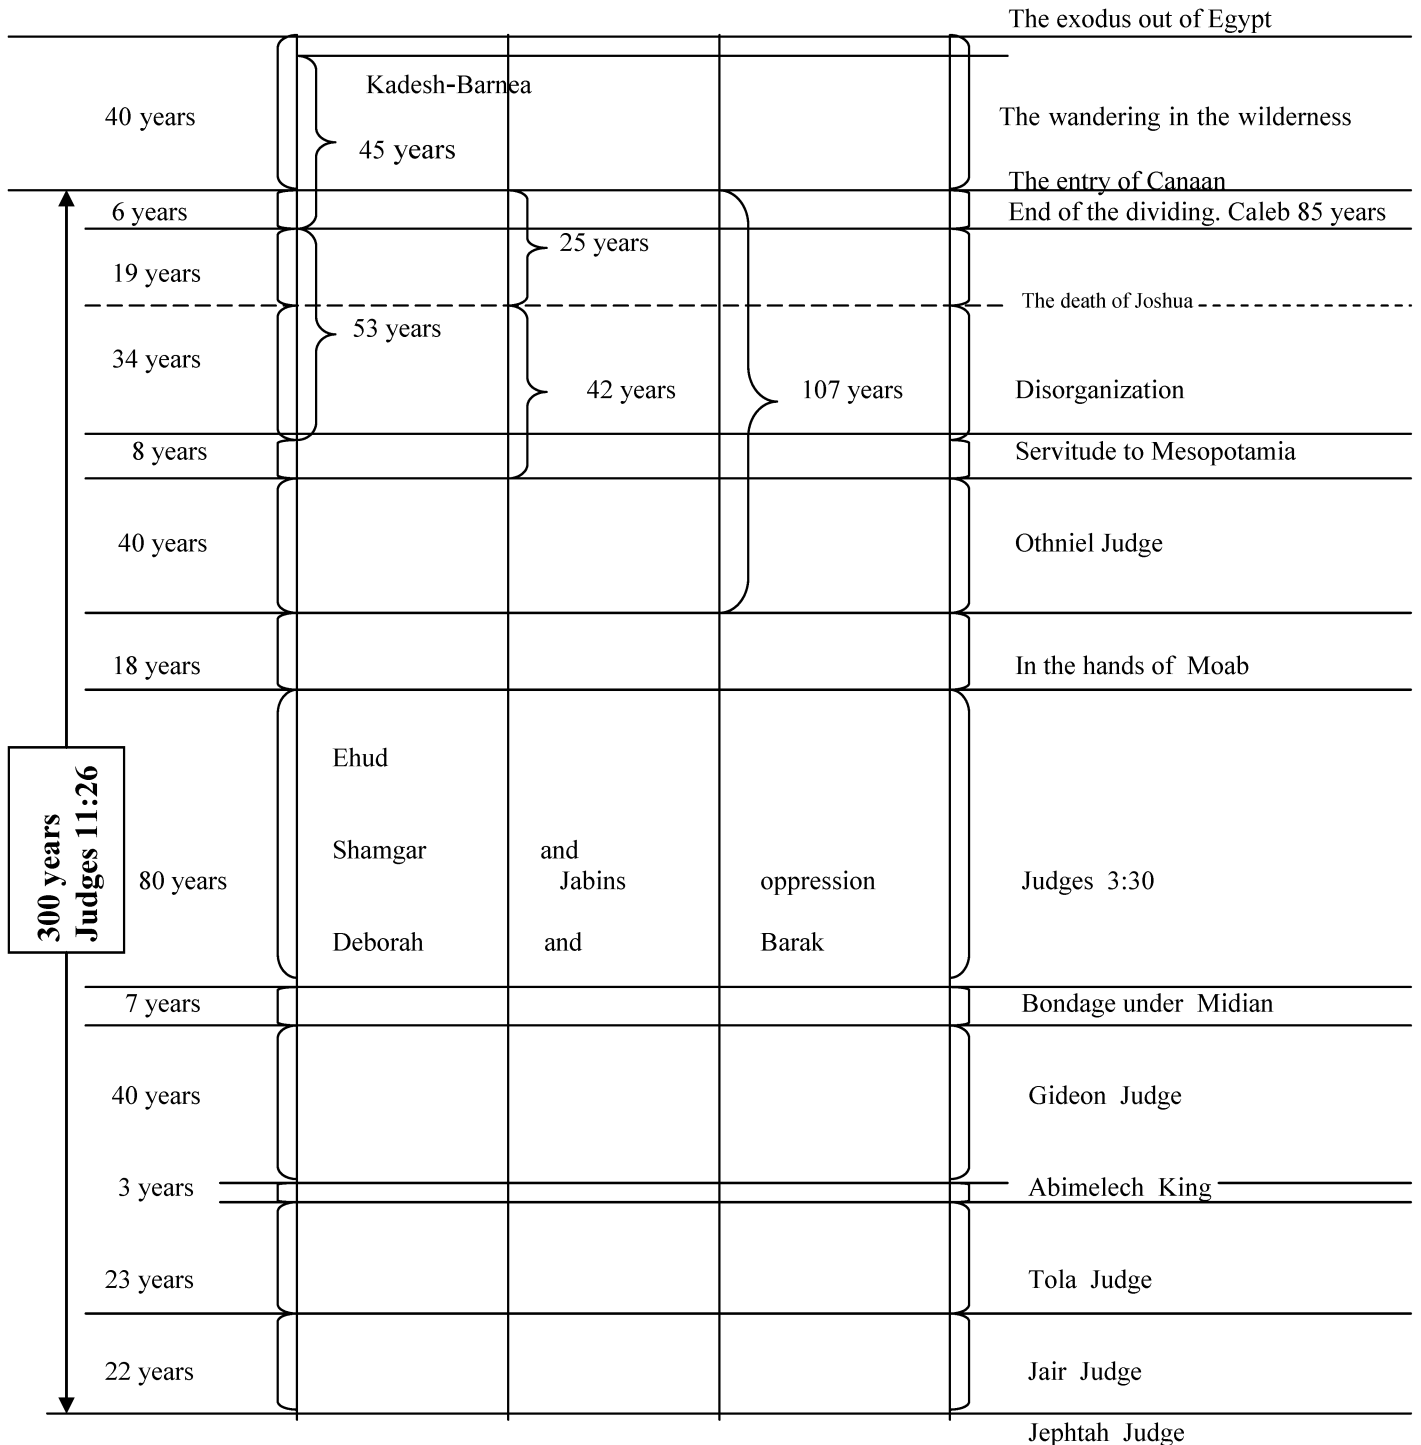 The exodus out of Egypt
Kadesh-Barnea
40 years
The wandering in the wilderness
45 years
The entry of Canaan
6 years
End of the dividing. Caleb 85 years
25 years
19 years
The death of Joshua
53 years
34 years
42 years
107 years
Disorganization
8 years
Servitude to Mesopotamia
40 years
Othniel Judge
18 years
In the hands of Moab
Ehud
300 years
Judges 11:26
Shamgar and
80 years
Jabins oppression
Judges 3:30
Deborah and Barak
7 years
Bondage under Midian
40 years
Gideon Judge
3 years
Abimelech King
23 years
Tola Judge
22 years
Jair Judge
Jephtah Judge